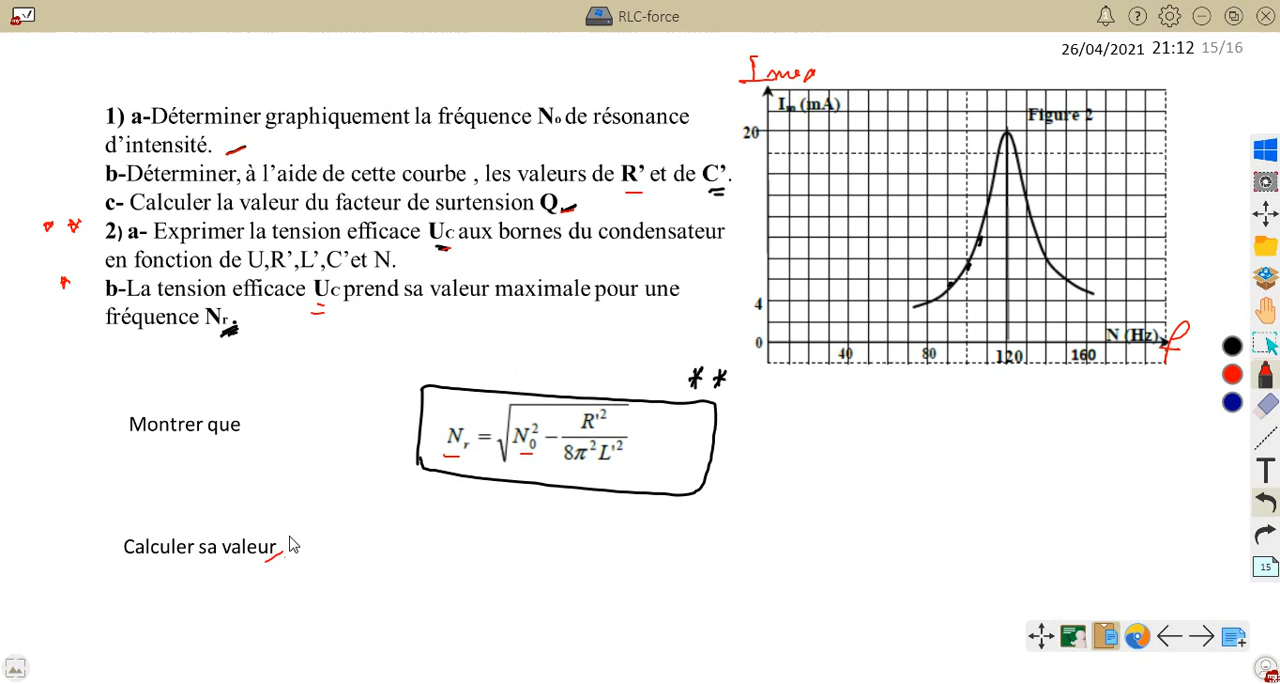 RLC-force
26/04/2021 21:12 15/16
1) a-Déterminer graphiquement la fréquence N₀ de résonance
d'intensité.
b-Déterminer, à l'aide de cette courbe , les valeurs de R' et de C'.
c- Calculer la valeur du facteur de surtension Q
2) a- Exprimer la tension efficace UC aux bornes du condensateur
en fonction de U,R',L',C'et N.
b-La tension efficace UC prend sa valeur maximale pour une
fréquence Nr.
Montrer que
* *
Nr = √(N₀² − R'²/8π²L'²)
Calculer sa valeur
Im (mA)
Figure 2
20
4
0
40
80
120
160
N (Hz)
f
15